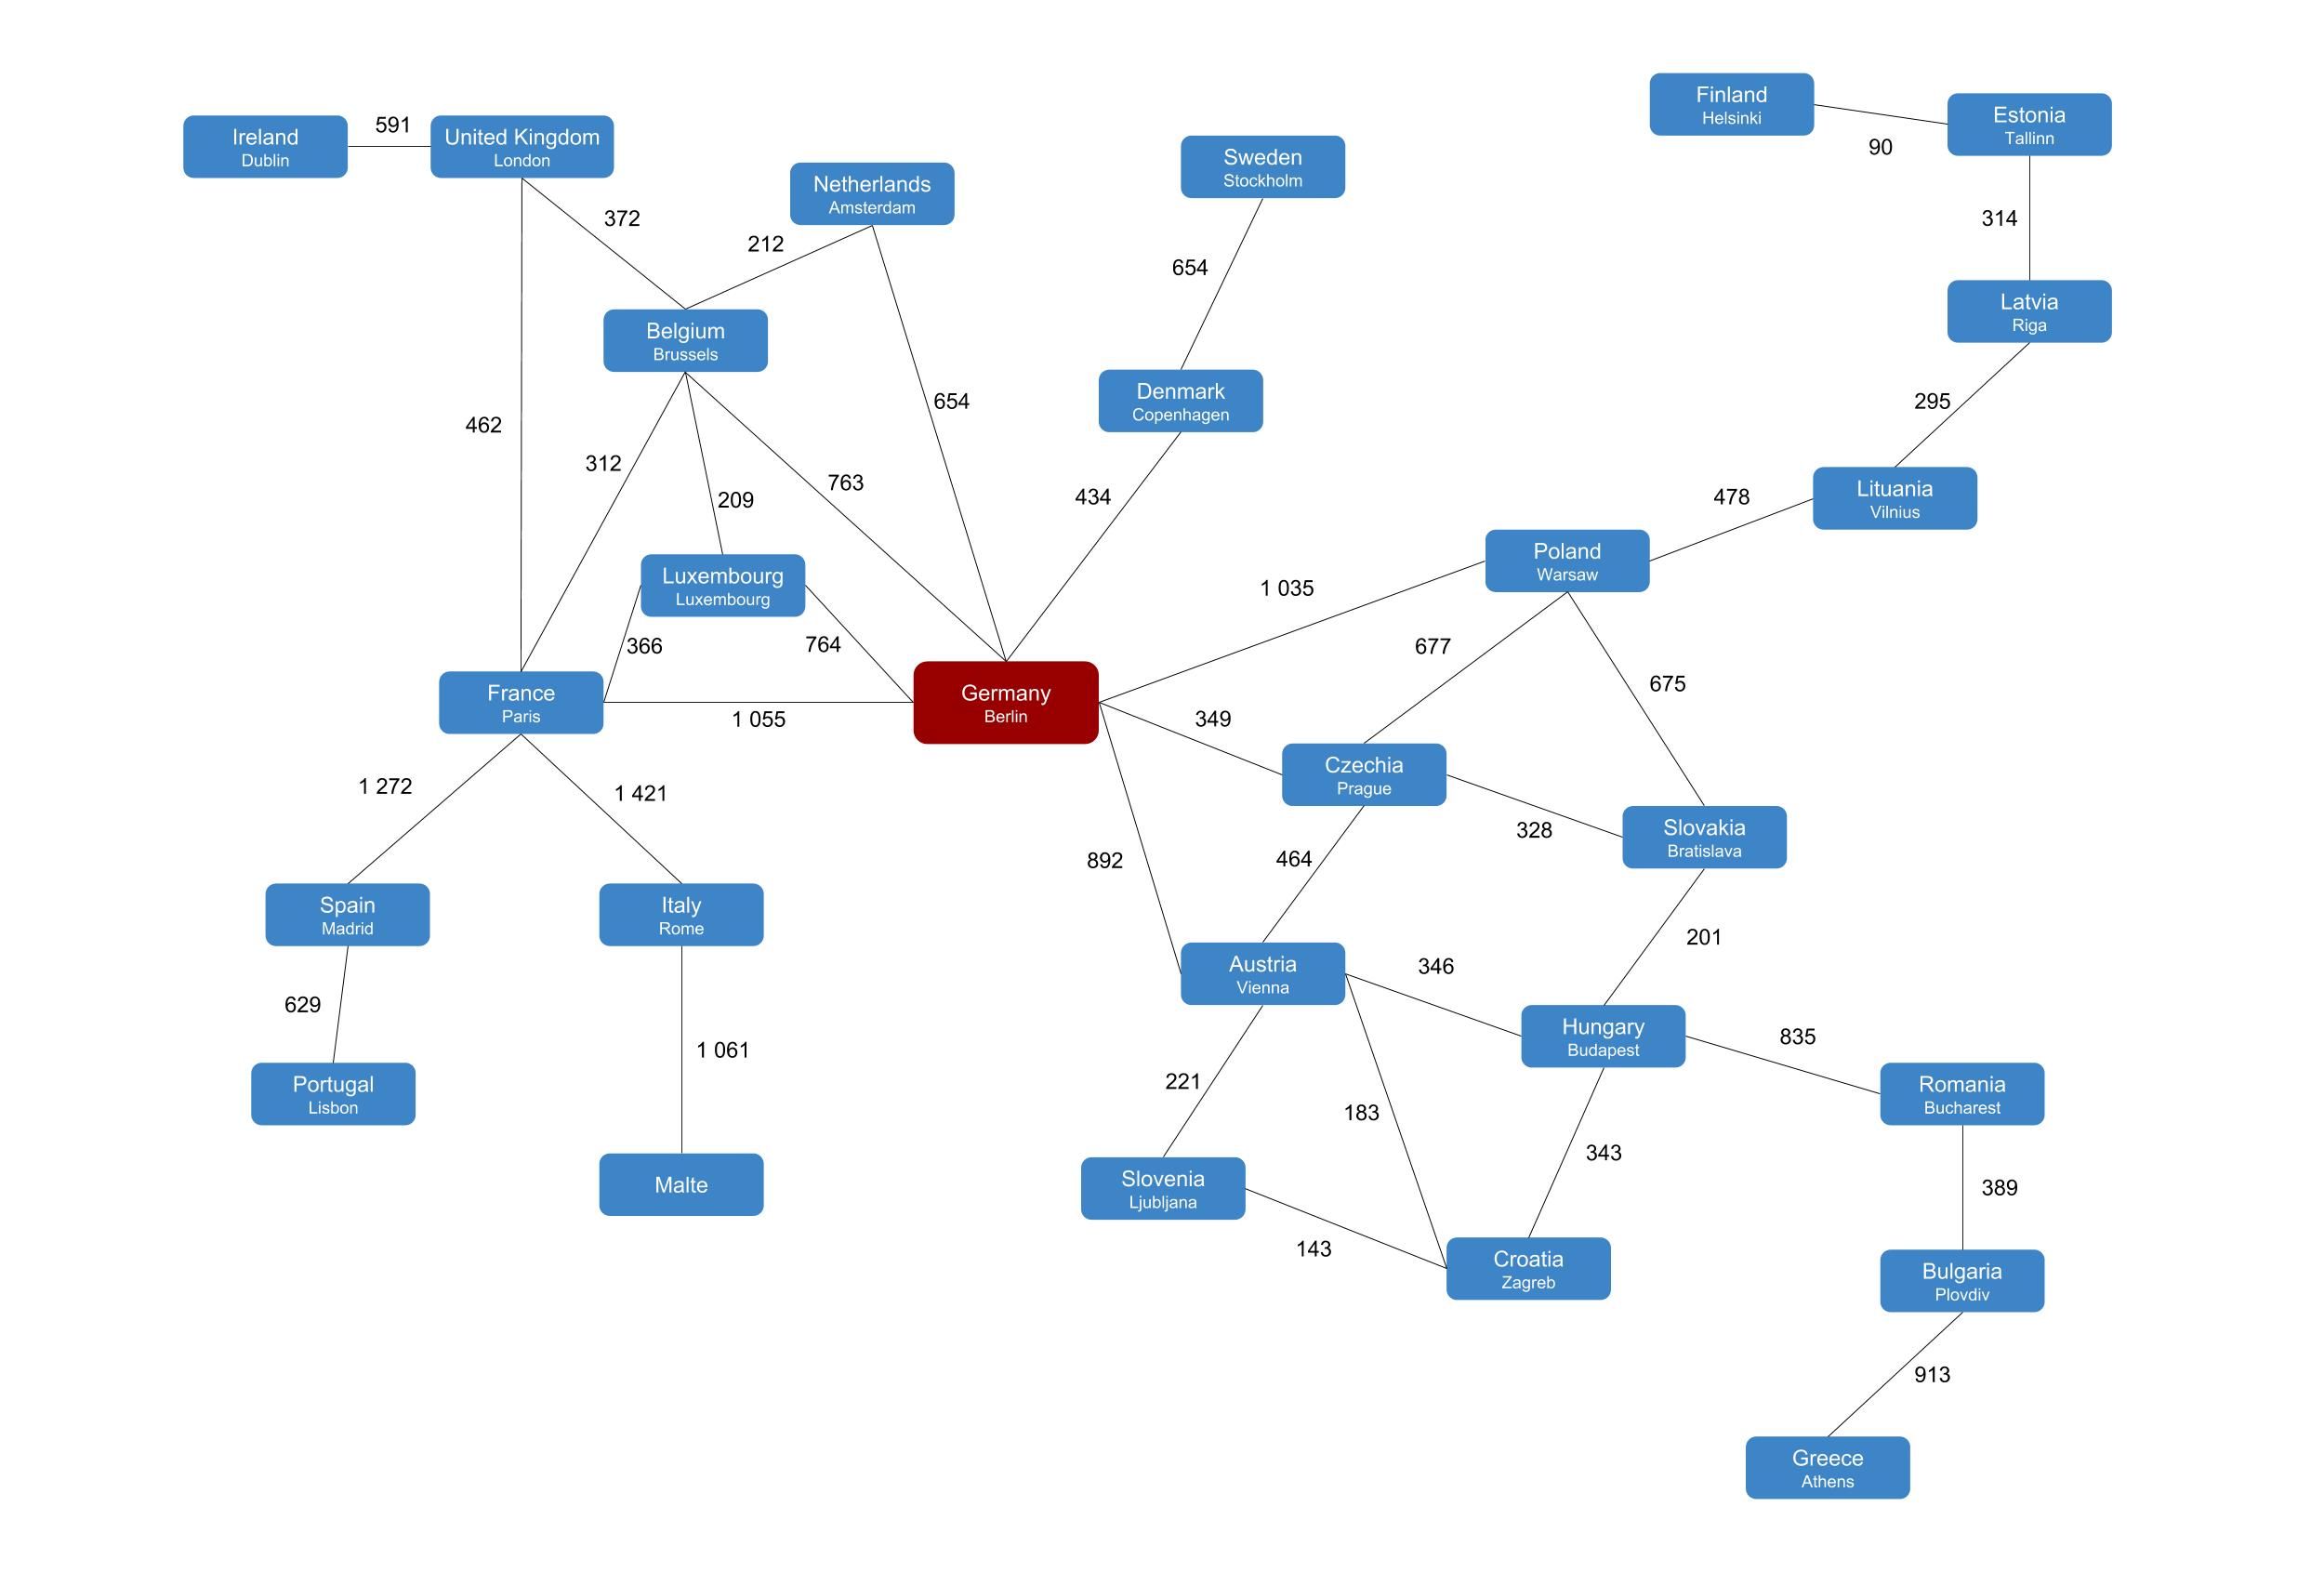 Finland
Helsinki
Estonia
Tallinn
90
Ireland
Dublin
591
United Kingdom
London
Sweden
Stockholm
Netherlands
Amsterdam
372
212
314
654
Latvia
Riga
Belgium
Brussels
Denmark
Copenhagen
654
295
462
312
763
209
434
478
Lituania
Vilnius
Poland
Warsaw
Luxembourg
Luxembourg
1 035
366
764
677
675
France
Paris
Germany
Berlin
1 055
349
Czechia
Prague
1 272
1 421
328
Slovakia
Bratislava
892
464
Spain
Madrid
Italy
Rome
201
Austria
Vienna
346
629
1 061
Hungary
Budapest
835
Portugal
Lisbon
221
183
Romania
Bucharest
343
Malte
Slovenia
Ljubljana
389
143
Croatia
Zagreb
Bulgaria
Plovdiv
913
Greece
Athens